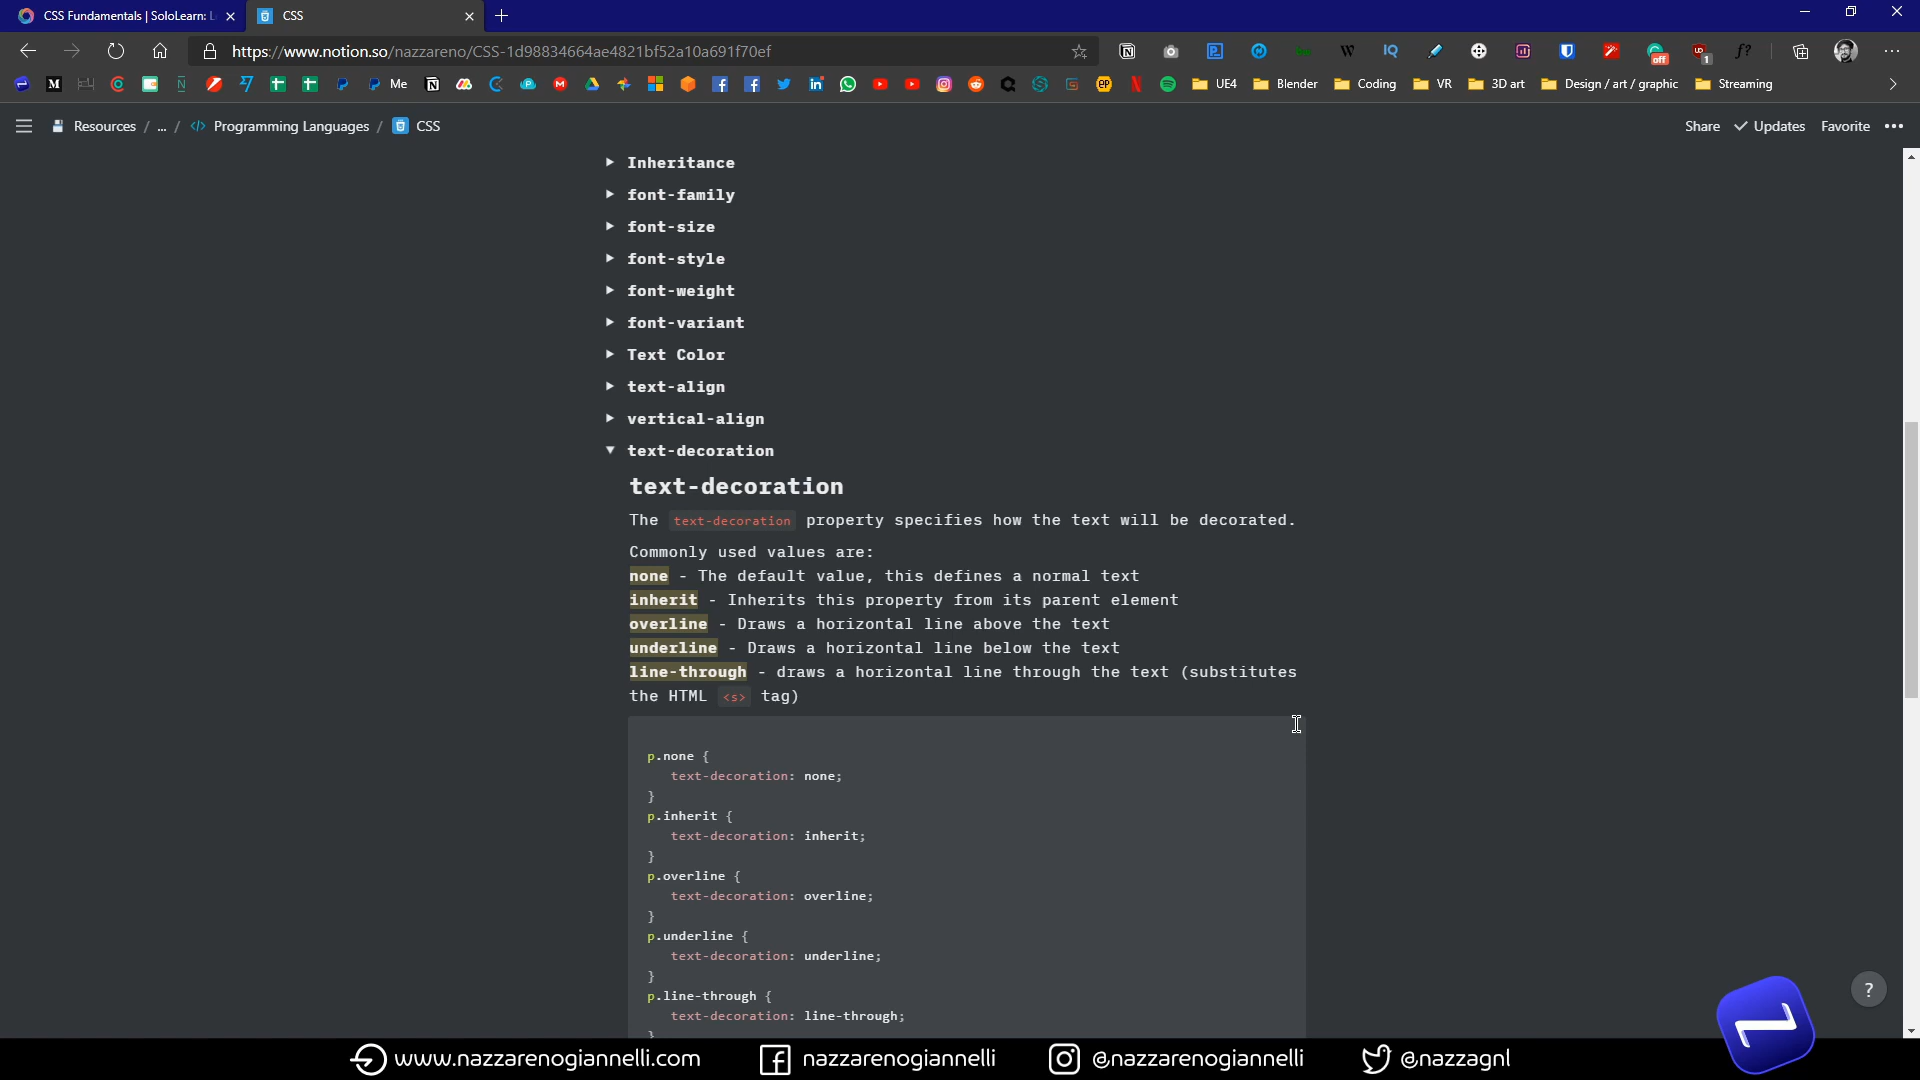 CSS Fundamentals | SoloLearn: L
CSS
https://www.notion.so/nazzareno/CSS-1d98834664ae4821bf52a10a691f70ef
Me
UE4
Blender
Coding
VR
3D art
Design / art / graphic
Streaming
Resources / ... / Programming Languages / CSS
Share
Updates
Favorite
Inheritance
font-family
font-size
font-style
font-weight
font-variant
Text Color
text-align
vertical-align
text-decoration
text-decoration
The text-decoration property specifies how the text will be decorated.
Commonly used values are:
none - The default value, this defines a normal text
inherit - Inherits this property from its parent element
overline - Draws a horizontal line above the text
underline - Draws a horizontal line below the text
line-through - draws a horizontal line through the text (substitutes
the HTML <s> tag)
p.none {
text-decoration: none;
}
p.inherit {
text-decoration: inherit;
}
p.overline {
text-decoration: overline;
}
p.underline {
text-decoration: underline;
}
p.line-through {
text-decoration: line-through;
}
?
www.nazzarenogiannelli.com
nazzarenogiannelli
@nazzarenogiannelli
@nazzagnl